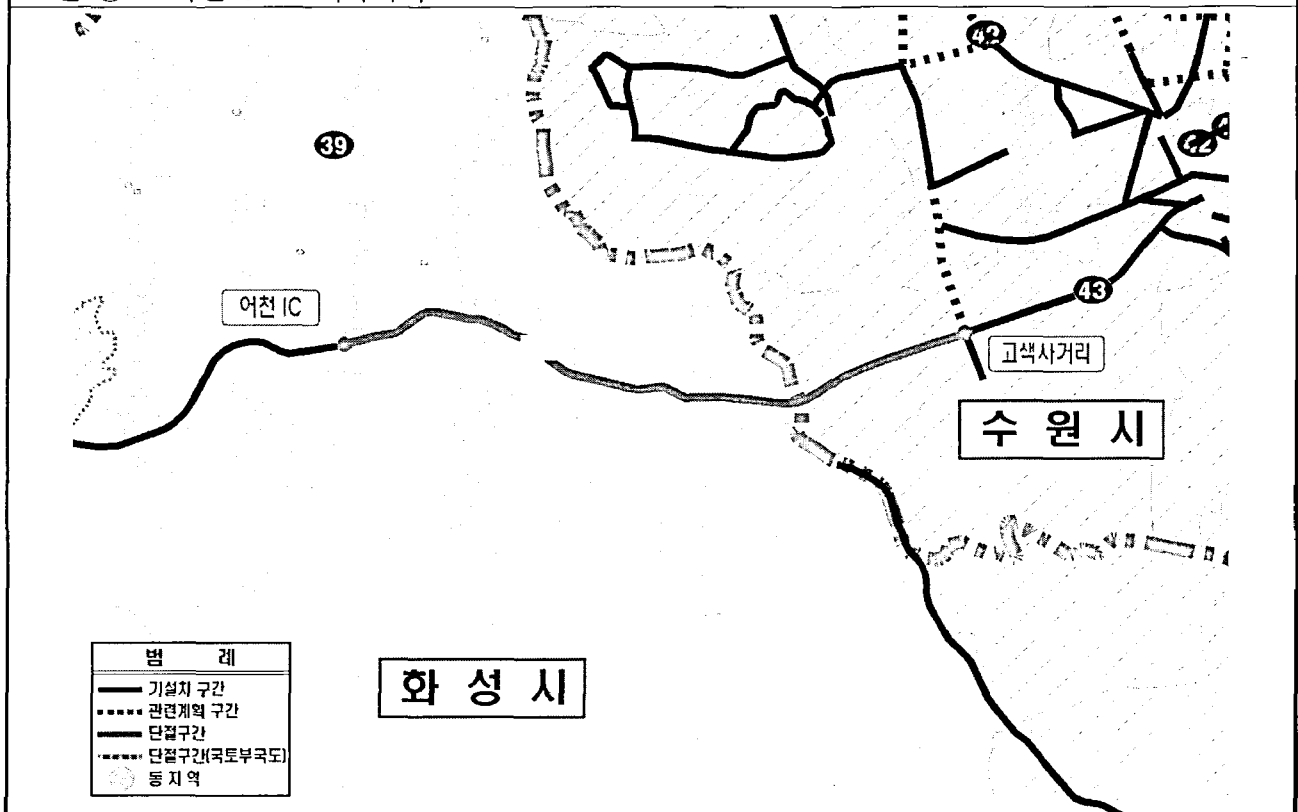 42
39
42
어천 IC
43
고색사거리
수 원 시
화 성 시
범 례
기설치 구간
관련계획 구간
단절구간
단절구간(국토부국도)
동지역